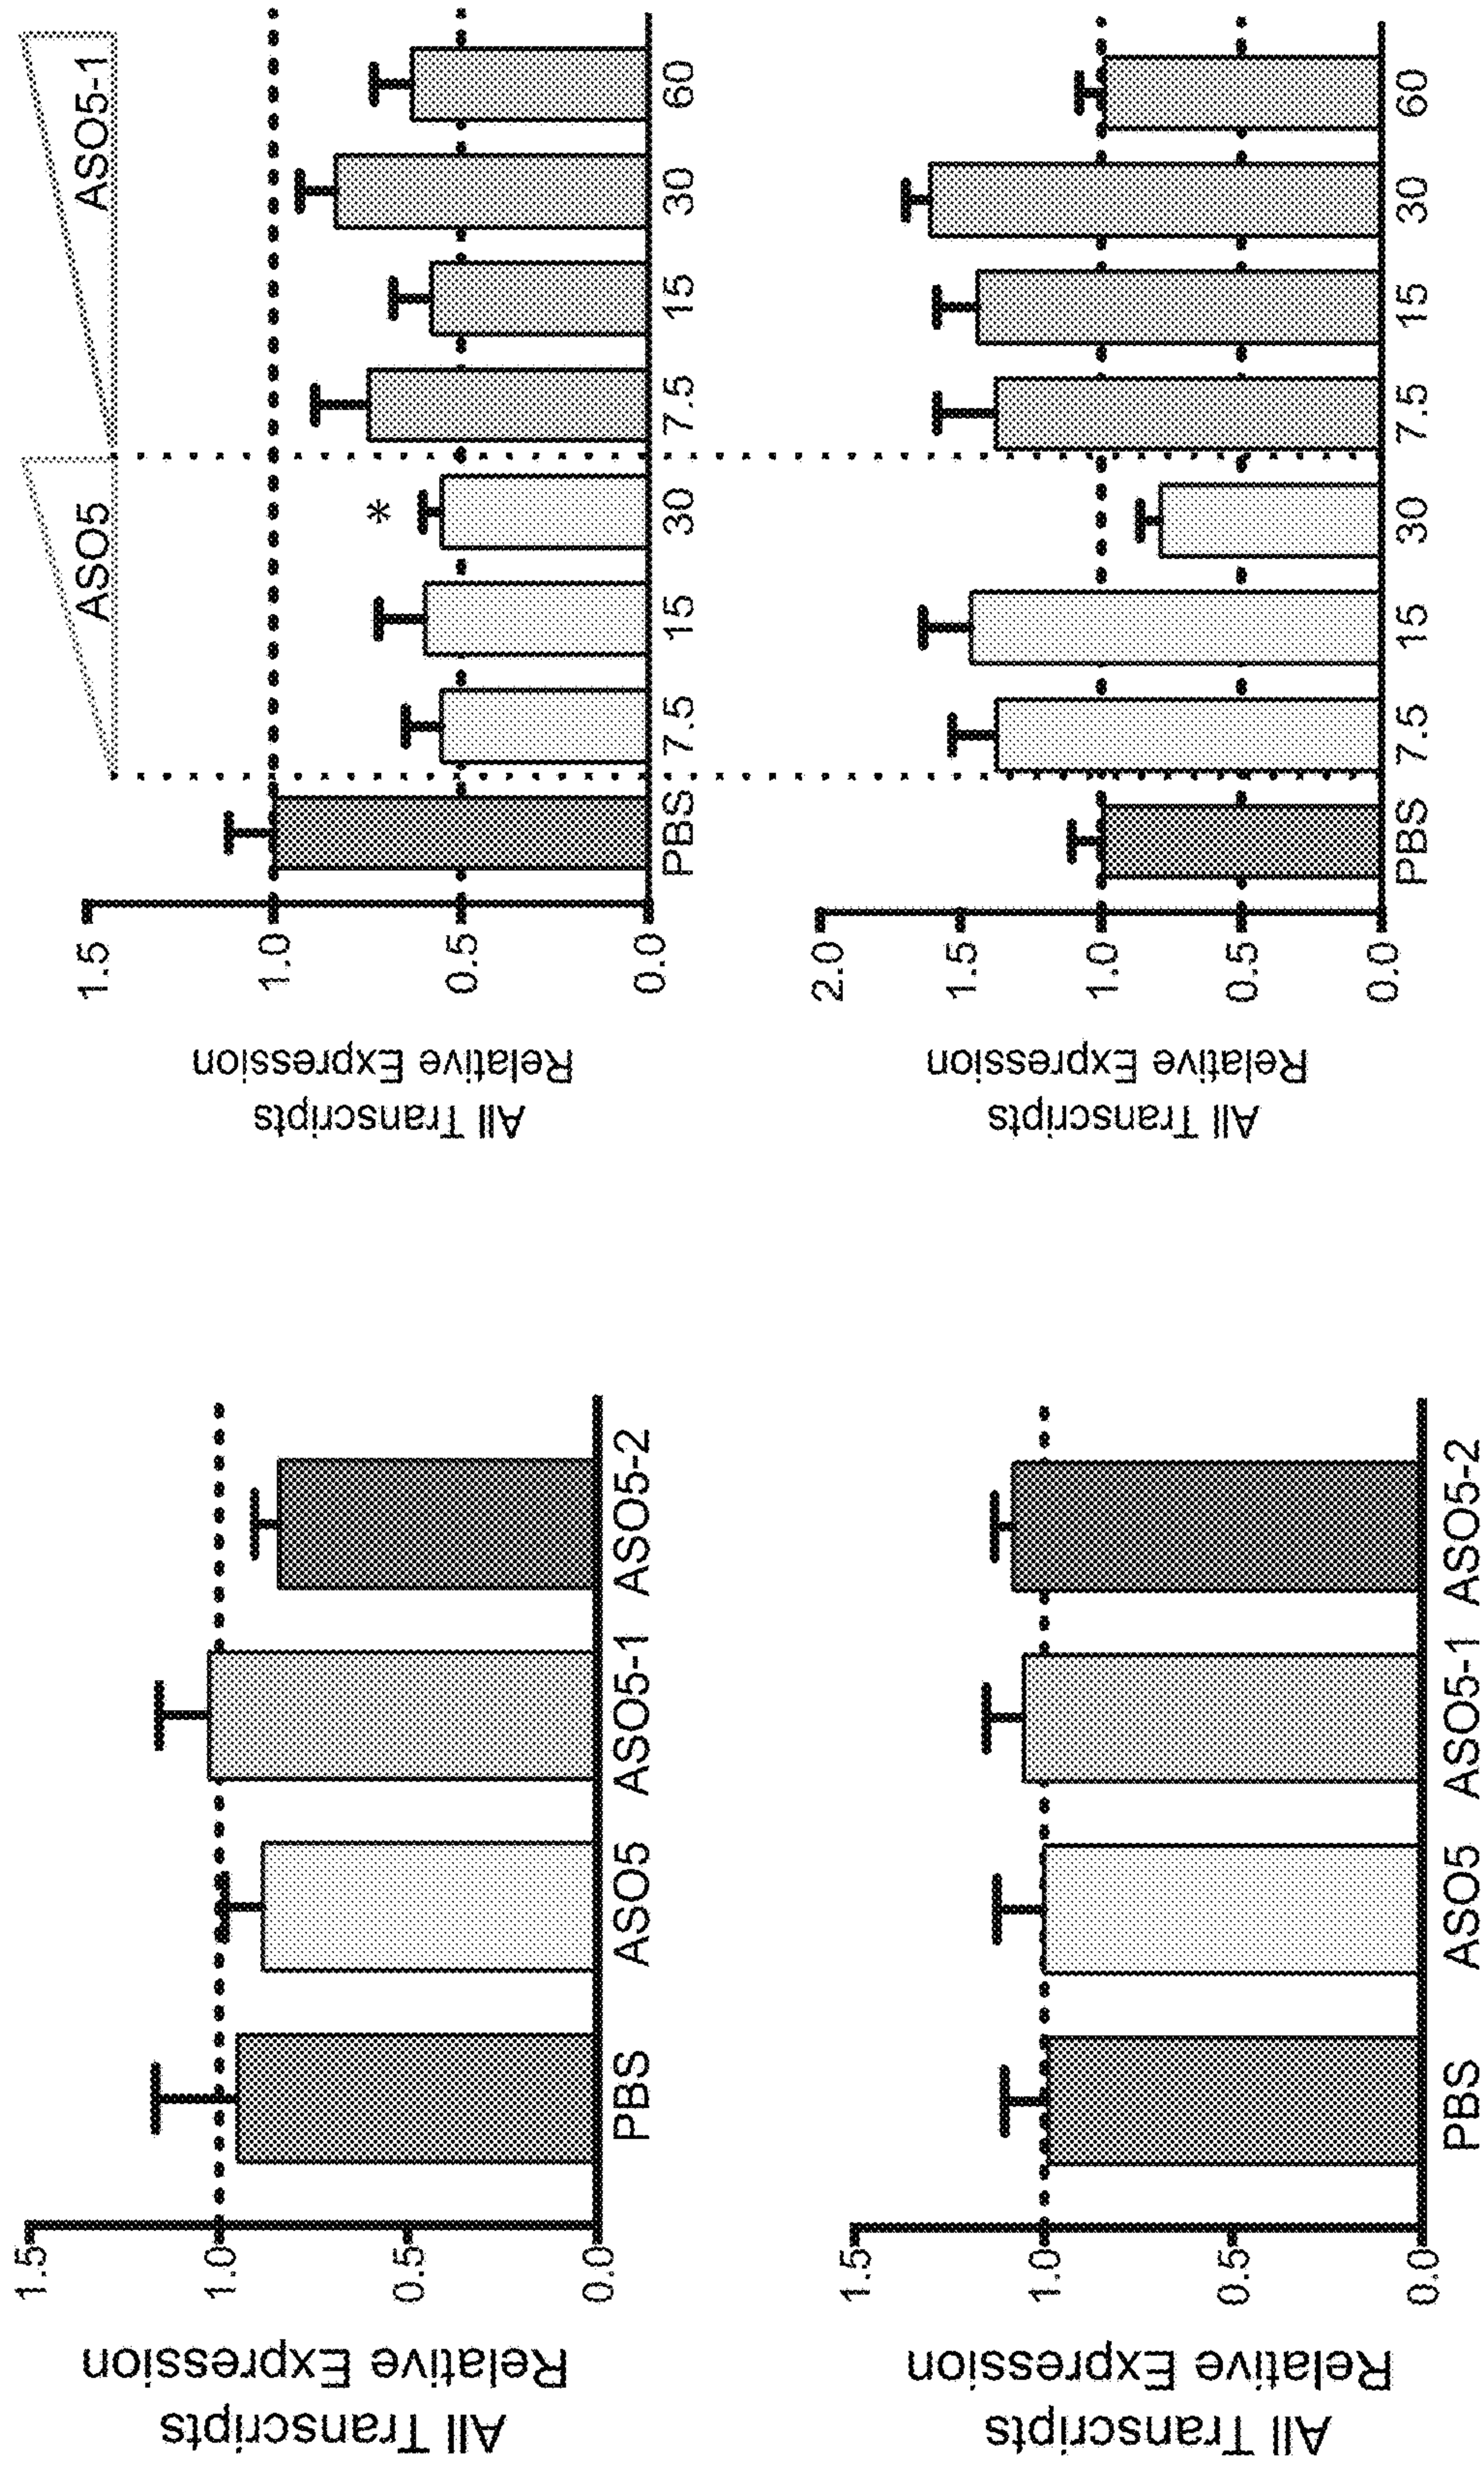 All Transcripts
Relative Expression
1.5
1.0
0.5
0.0
PBS ASO5 ASO5-1 ASO5-2
ASO5 ASO5-1
All Transcripts
Relative Expression
1.5
1.0
0.5
0.0
*
PBS 7.5 15 30 7.5 15 30 60
All Transcripts
Relative Expression
1.5
1.0
0.5
0.0
PBS ASO5 ASO5-1 ASO5-2
All Transcripts
Relative Expression
2.0
1.5
1.0
0.5
0.0
PBS 7.5 15 30 7.5 15 30 60